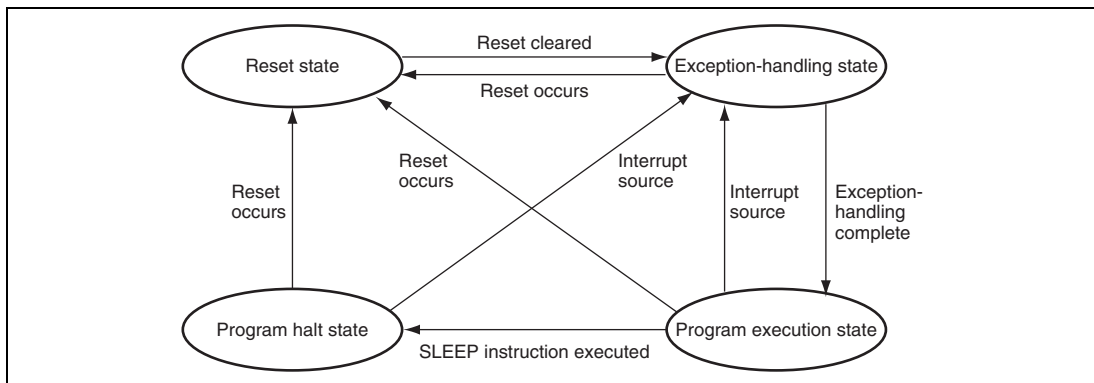 Reset cleared
Reset state
Exception-handling state
Reset occurs
Reset
occurs
Interrupt
source
Reset
occurs
Interrupt
source
Exception-
handling
complete
Program halt state
Program execution state
SLEEP instruction executed